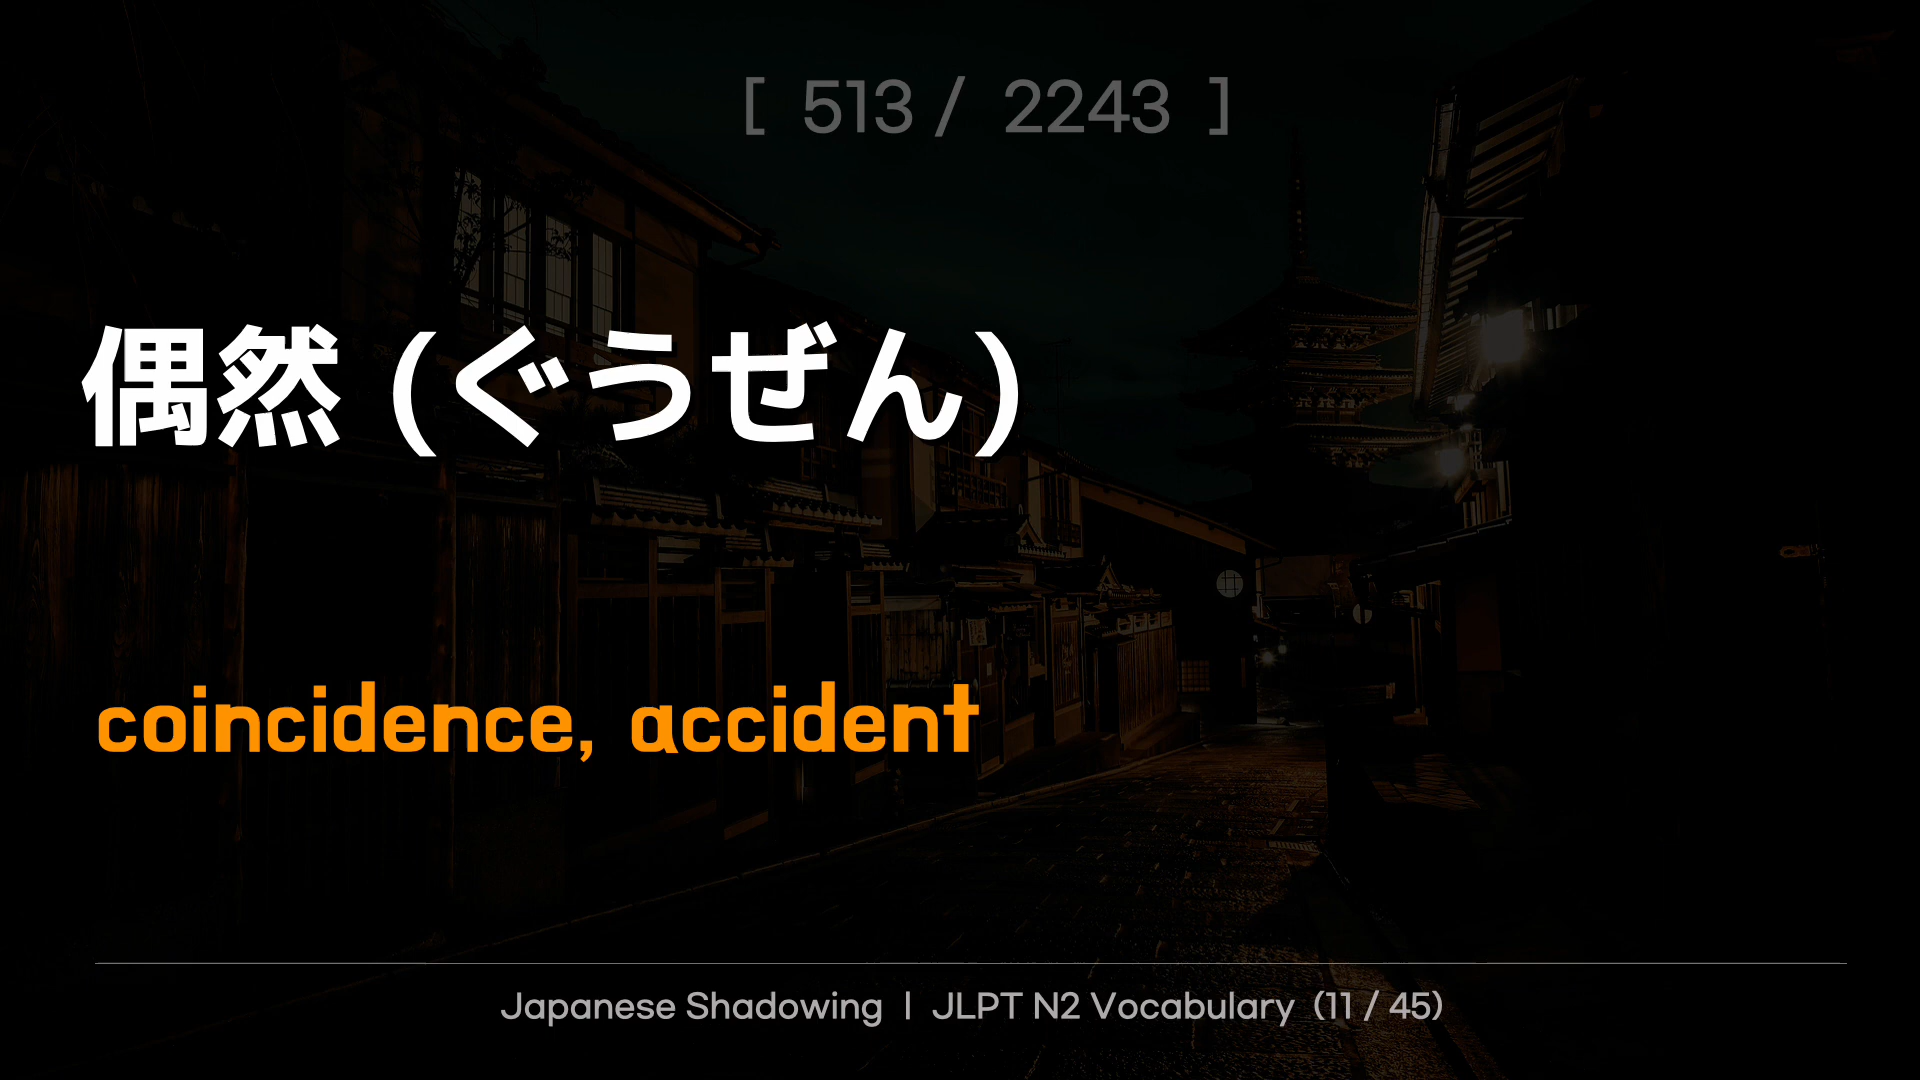 [ 513 / 2243 ]
偶然 (ぐうぜん)
coincidence, accident
Japanese Shadowing | JLPT N2 Vocabulary (11 / 45)